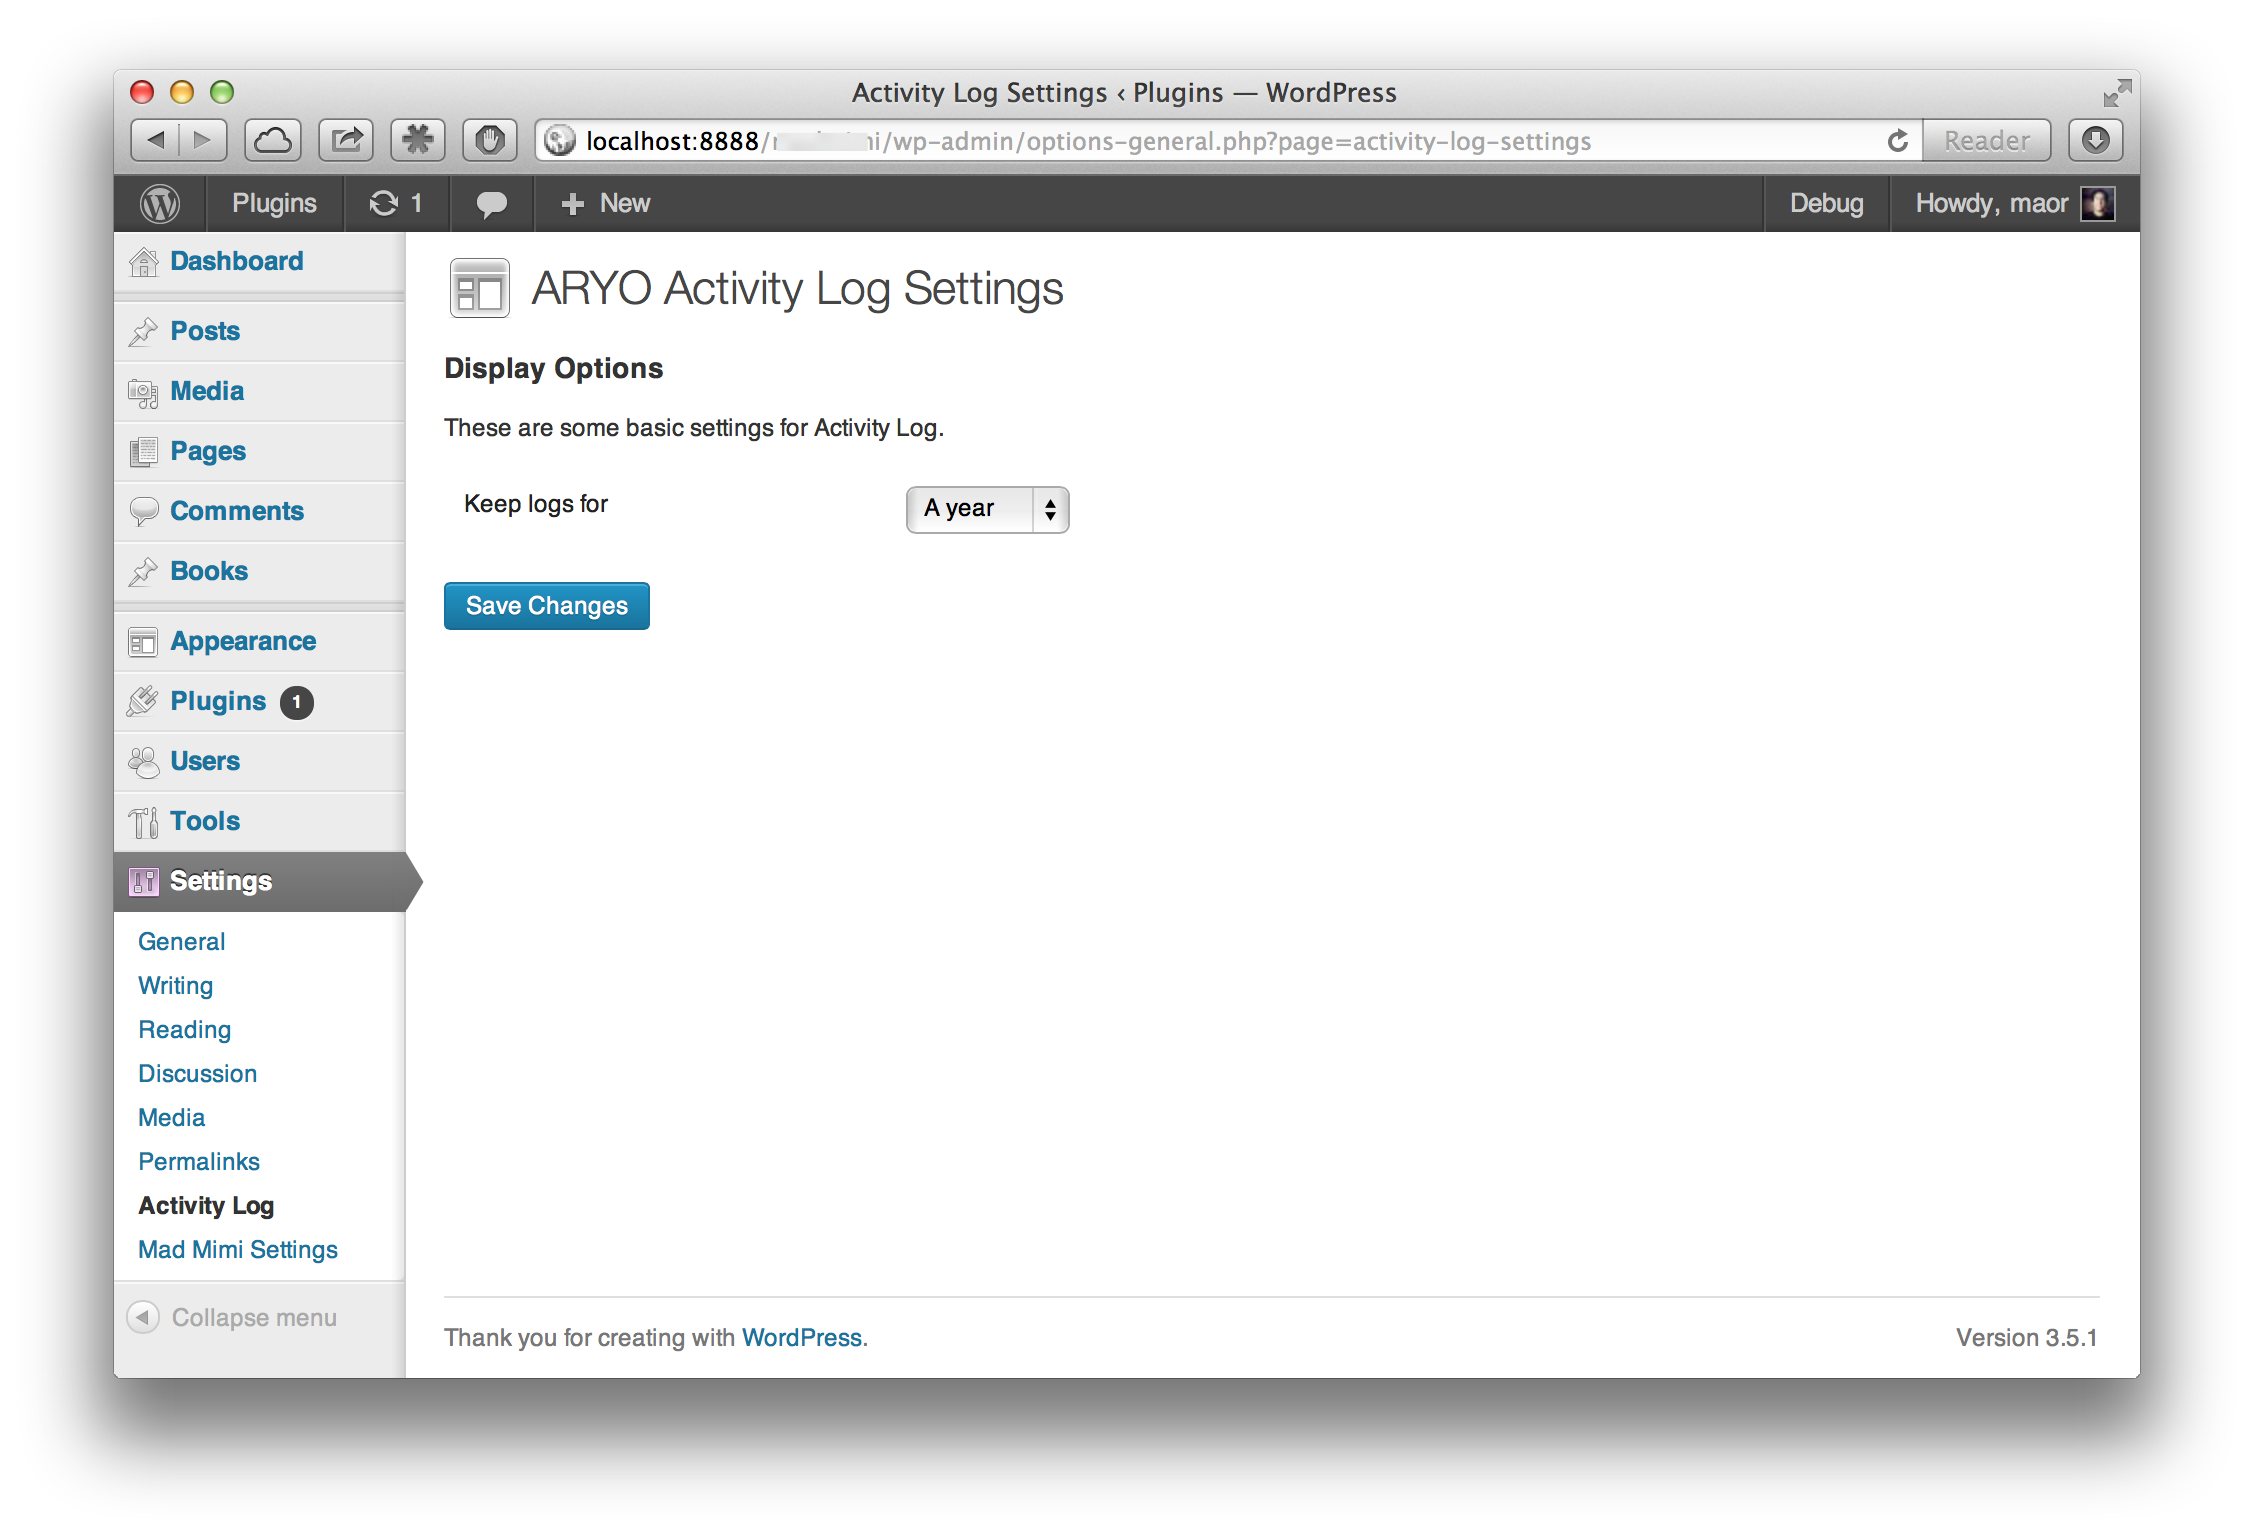 Activity Log Settings ‹ Plugins — WordPress
localhost:8888/ /wp-admin/options-general.php?page=activity-log-settings
Reader
Plugins
1
New
Debug
Howdy, maor
Dashboard
Posts
Media
Pages
Comments
Books
Appearance
Plugins 1
Users
Tools
Settings
General
Writing
Reading
Discussion
Media
Permalinks
Activity Log
Mad Mimi Settings
Collapse menu
ARYO Activity Log Settings
Display Options
These are some basic settings for Activity Log.
Keep logs for
A year
Save Changes
Thank you for creating with WordPress.
Version 3.5.1